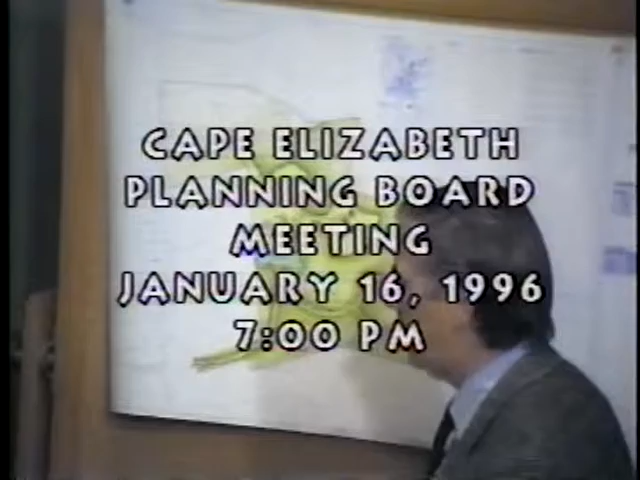 CAPE ELIZABETH
PLANNING BOARD
MEETING
JANUARY 16, 1996
7:00 PM